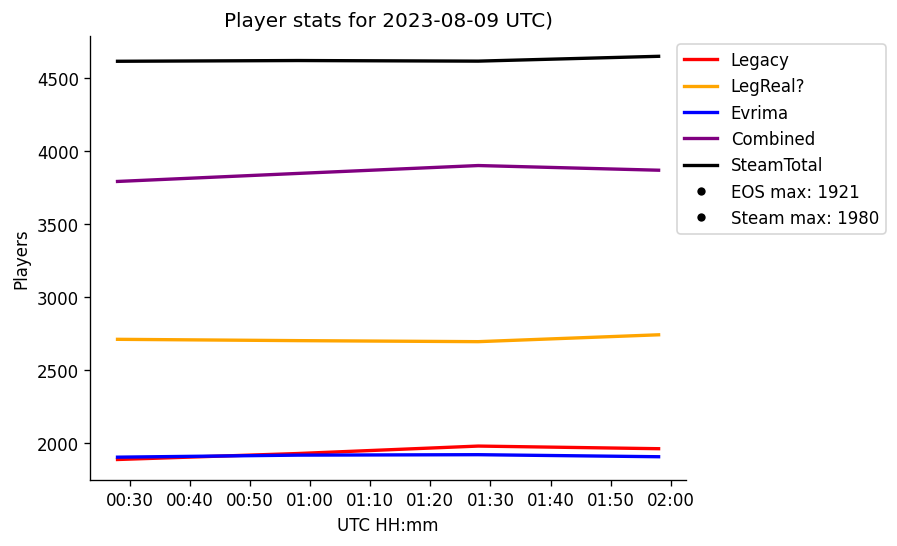 Player stats for 2023-08-09 UTC)
Players
4500
4000
3500
3000
2500
2000
00:30 00:40 00:50 01:00 01:10 01:20 01:30 01:40 01:50 02:00
UTC HH:mm
Legacy
LegReal?
Evrima
Combined
SteamTotal
EOS max: 1921
Steam max: 1980